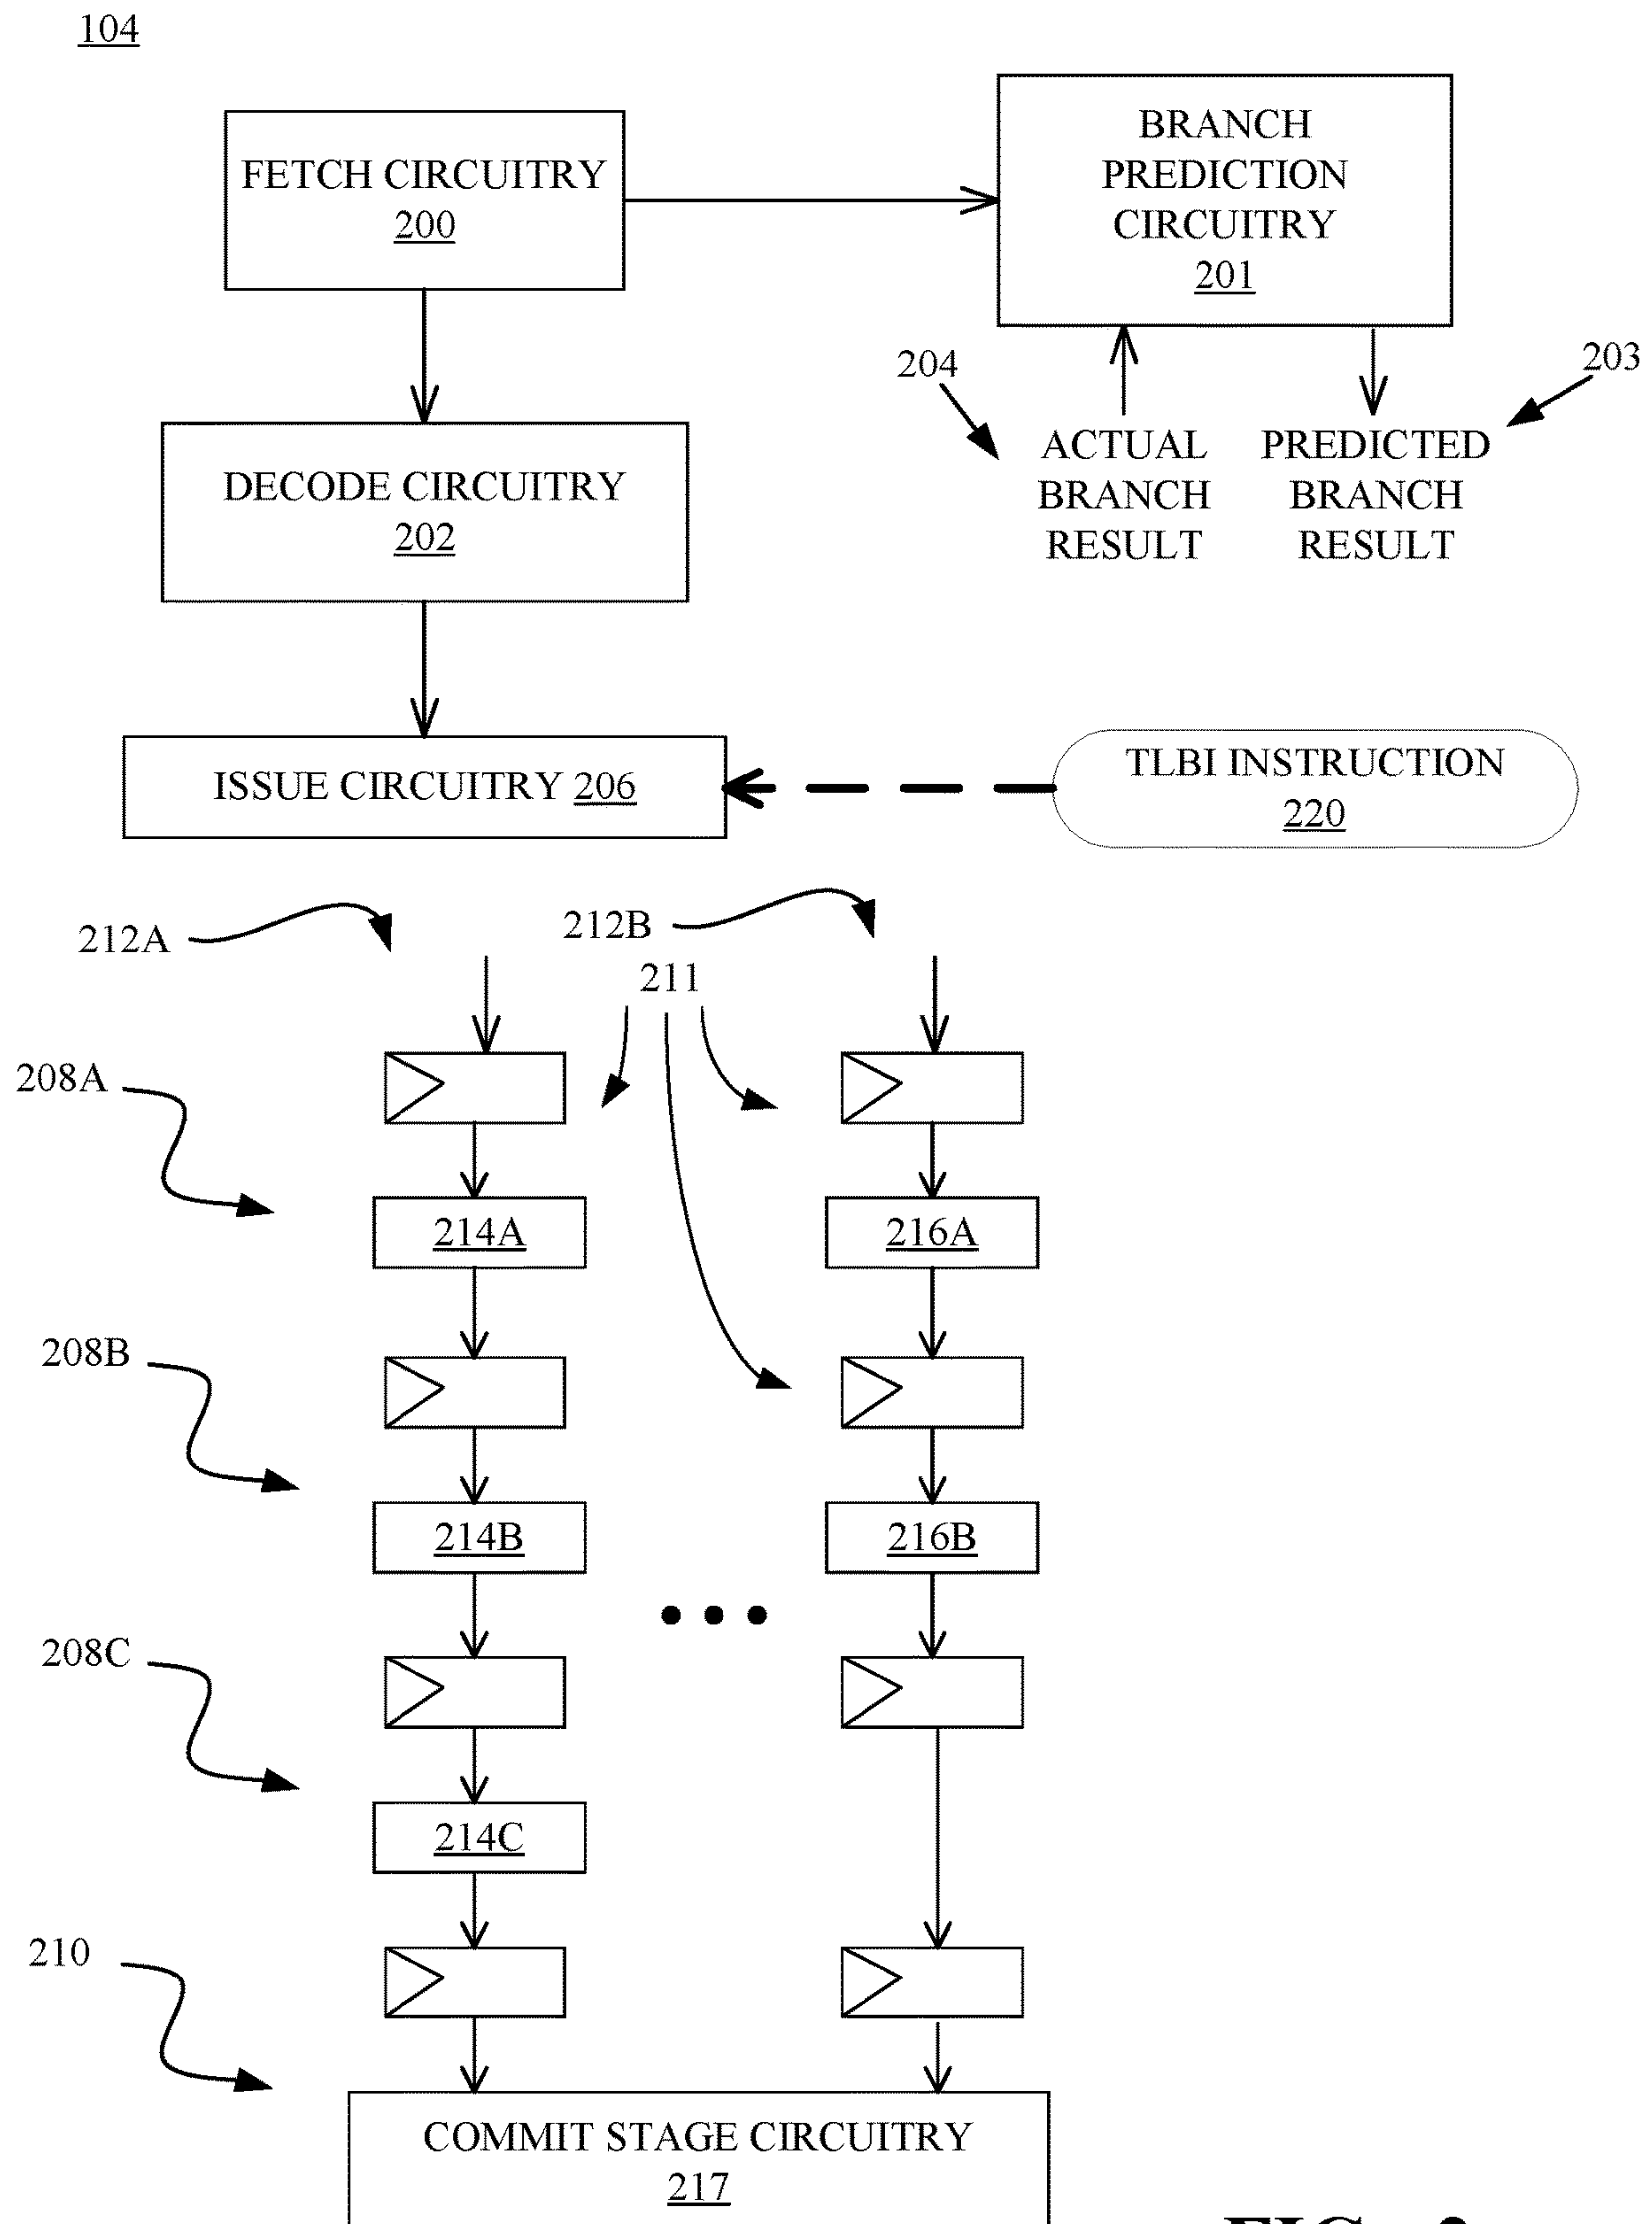 104
FETCH CIRCUITRY
200
BRANCH
PREDICTION
CIRCUITRY
201
204
203
ACTUAL
BRANCH
RESULT
PREDICTED
BRANCH
RESULT
DECODE CIRCUITRY
202
ISSUE CIRCUITRY 206
TLBI INSTRUCTION
220
212A
212B
211
208A
214A
216A
208B
214B
216B
208C
214C
210
COMMIT STAGE CIRCUITRY
217